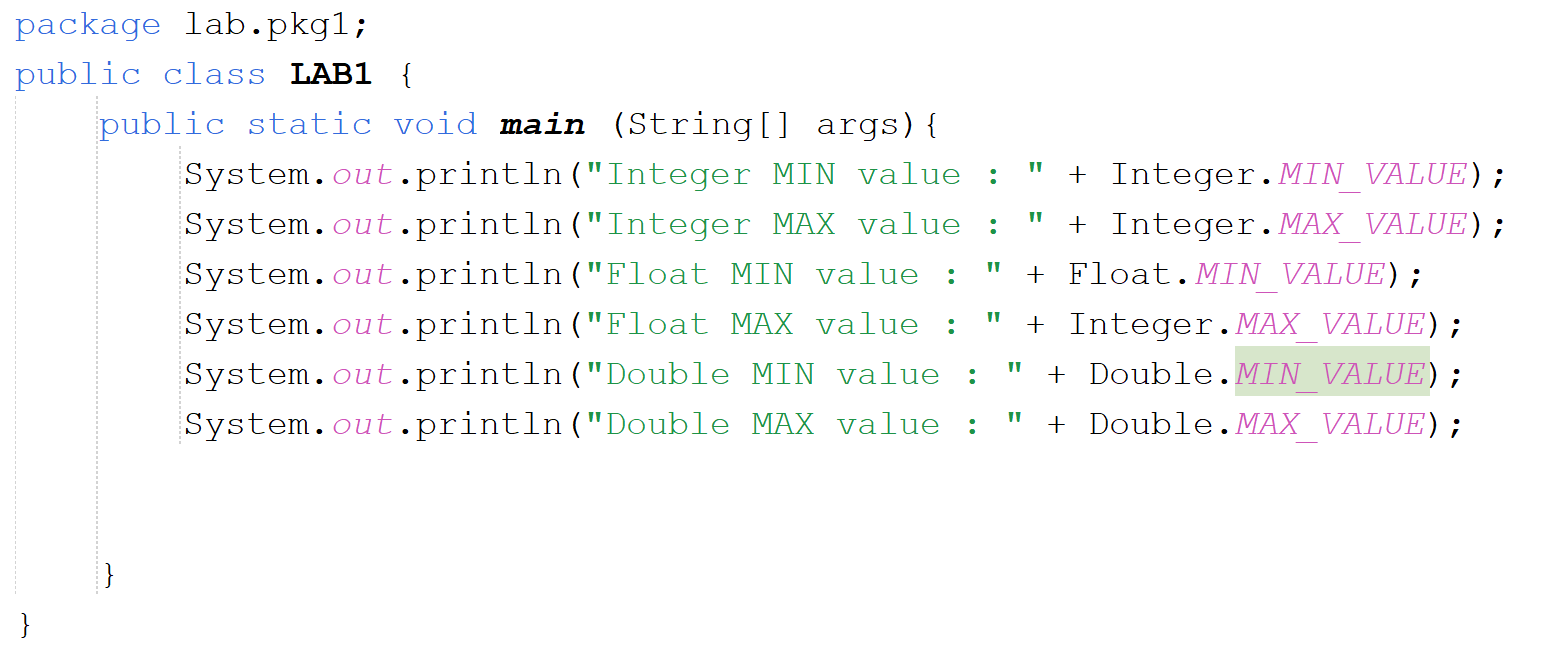 package lab.pkg1;
public class LAB1 {
public static void main (String[] args){
System.out.println("Integer MIN value : " + Integer.MIN_VALUE);
System.out.println("Integer MAX value : " + Integer.MAX_VALUE);
System.out.println("Float MIN value : " + Float.MIN_VALUE);
System.out.println("Float MAX value : " + Integer.MAX_VALUE);
System.out.println("Double MIN value : " + Double.MIN_VALUE);
System.out.println("Double MAX value : " + Double.MAX_VALUE);
}
}